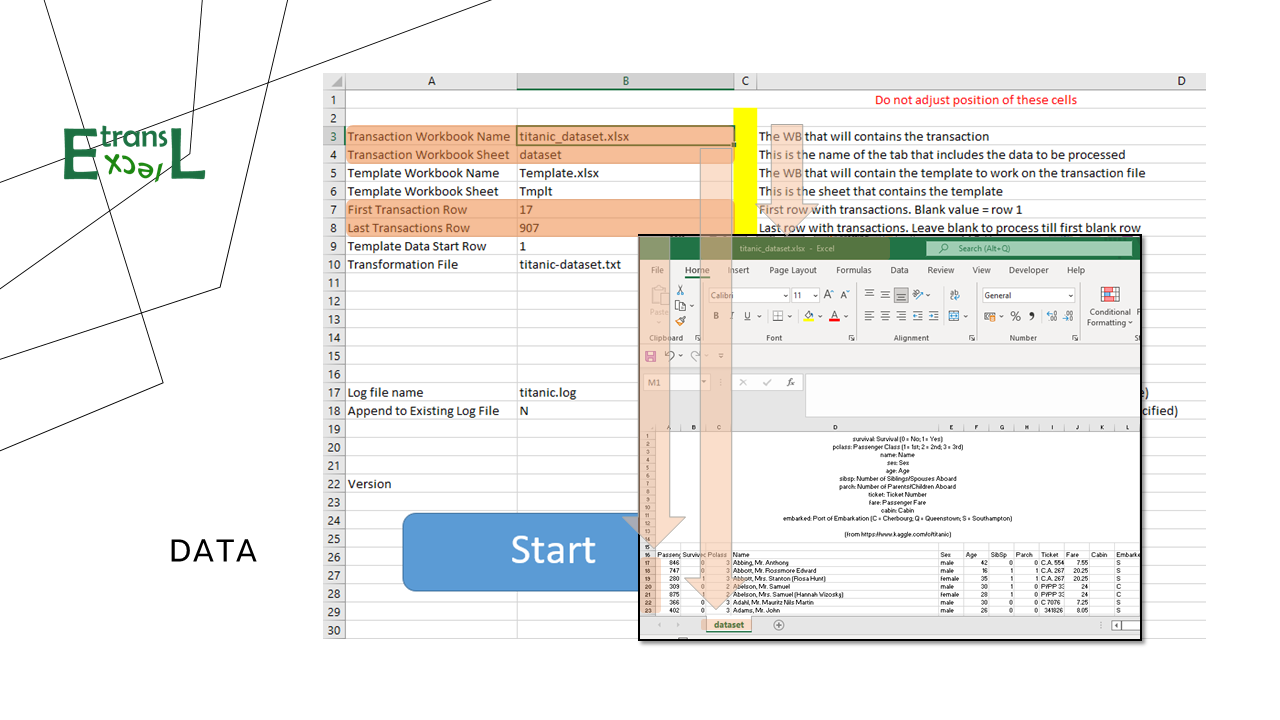 E trans L
Excel
DATA
A B C D
1 Do not adjust position of these cells
2
3 Transaction Workbook Name titanic_dataset.xlsx The WB that will contains the transaction
4 Transaction Workbook Sheet dataset This is the name of the tab that includes the data to be processed
5 Template Workbook Name Template.xlsx The WB that will contain the template to work on the transaction file
6 Template Workbook Sheet Tmplt This is the sheet that contains the template
7 First Transaction Row 17 First row with transactions. Blank value = row 1
8 Last Transactions Row 907 Last row with transactions. Leave blank to process till first blank row
9 Template Data Start Row 1
10 Transformation File titanic-dataset.txt
11
12
13
14
15
16
17 Log file name titanic.log e)
18 Append to Existing Log File N cified)
19
20
21
22 Version
23
24
25
26
27
28
29
30
Start
titanic_dataset.xlsx - Excel Search (Alt+Q)
File Home Insert Page Layout Formulas Data Review View Developer Help
Paste Calibri 11 A A ab General Conditional
B I U A % Formatting
Clipboard Font Alignment Number
M1 fx
A B C D E F G H I J K L
survival: Survival (0 = No; 1 = Yes)
pclass: Passenger Class (1 = 1st; 2 = 2nd; 3 = 3rd)
name: Name
sex: Sex
age: Age
sibsp: Number of Siblings/Spouses Aboard
parch: Number of Parents/Children Aboard
ticket: Ticket Number
fare: Passenger Fare
cabin: Cabin
embarked: Port of Embarkation (C = Cherbourg; Q = Queenstown; S = Southampton)
(from https://www.kaggle.com/c/titanic)
16 Passeng Survived Pclass Name Sex Age SibSp Parch Ticket Fare Cabin Embarke
17 846 0 3 Abbing, Mr. Anthony male 42 0 0 C.A. 554 7.55 S
18 747 0 3 Abbott, Mr. Rossmore Edward male 16 1 1 C.A. 267 20.25 S
19 280 1 3 Abbott, Mrs. Stanton (Rosa Hunt) female 35 1 1 C.A. 267 20.25 S
20 309 0 2 Abelson, Mr. Samuel male 30 1 0 P/PP 33 24 C
21 875 1 2 Abelson, Mrs. Samuel (Hannah Wizosky) female 28 1 0 P/PP 33 24 C
22 366 0 3 Adahl, Mr. Mauritz Nils Martin male 30 0 0 C 7076 7.25 S
23 402 0 3 Adams, Mr. John male 26 0 0 341826 8.05 S
dataset